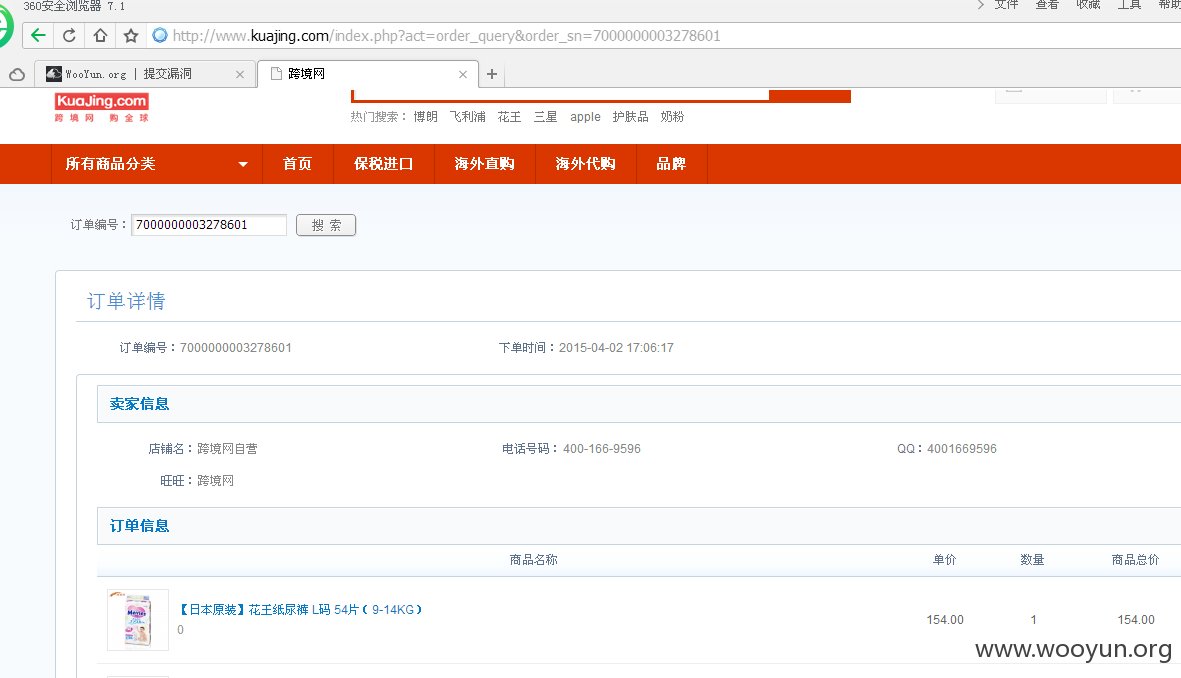 360安全浏览器 7.1
文件 查看 收藏 工具 帮助
http://www.kuajing.com/index.php?act=order_query&order_sn=7000000003278601
WooYun.org | 提交漏洞
跨境网
KuaJing.com
跨 境 网 购 全 球
热门搜索： 博朗 飞利浦 花王 三星 apple 护肤品 奶粉
所有商品分类 首页 保税进口 海外直购 海外代购 品牌
订单编号： 7000000003278601 搜 索
订单详情
订单编号：7000000003278601 下单时间：2015-04-02 17:06:17
卖家信息
店铺名：跨境网自营 电话号码：400-166-9596 QQ：4001669596
旺旺：跨境网
订单信息
商品名称 单价 数量 商品总价
【日本原装】花王纸尿裤 L码 54片（9-14KG）
0
154.00 1 154.00
www.wooyun.org